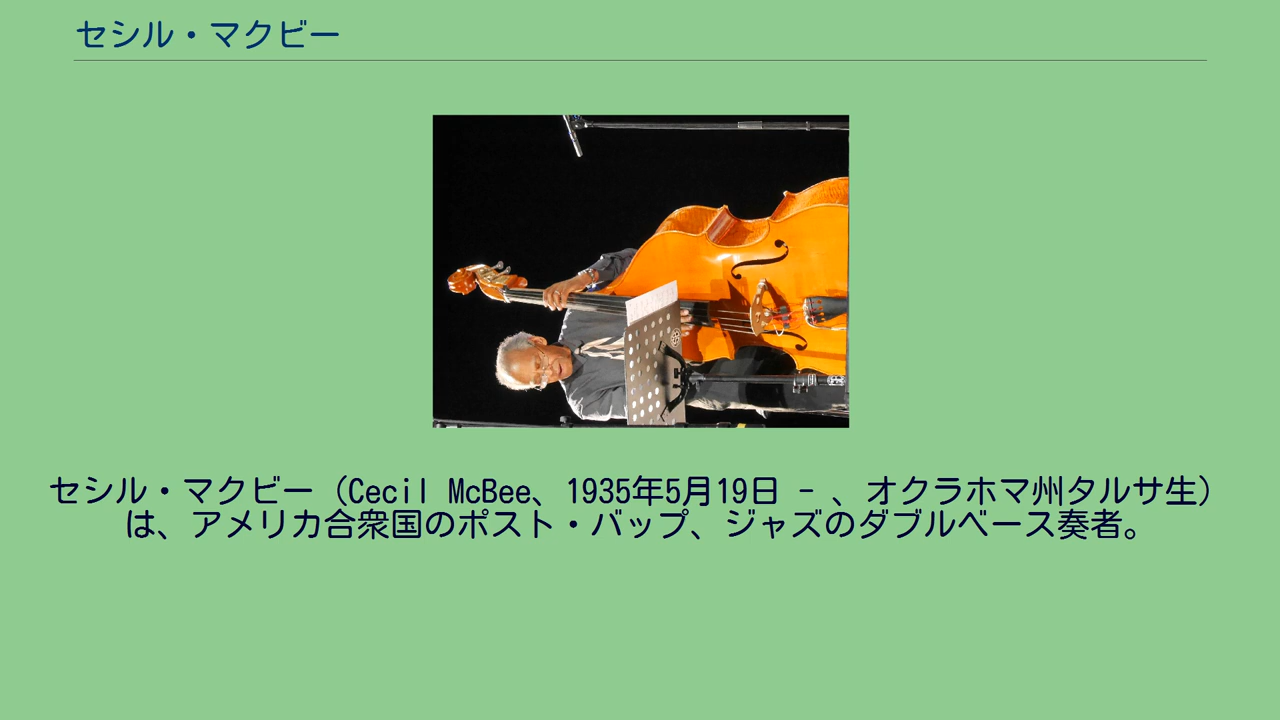 セシル・マクビー
セシル・マクビー（Cecil McBee、1935年5月19日 - 、オクラホマ州タルサ生）
は、アメリカ合衆国のポスト・バップ、ジャズのダブルベース奏者。